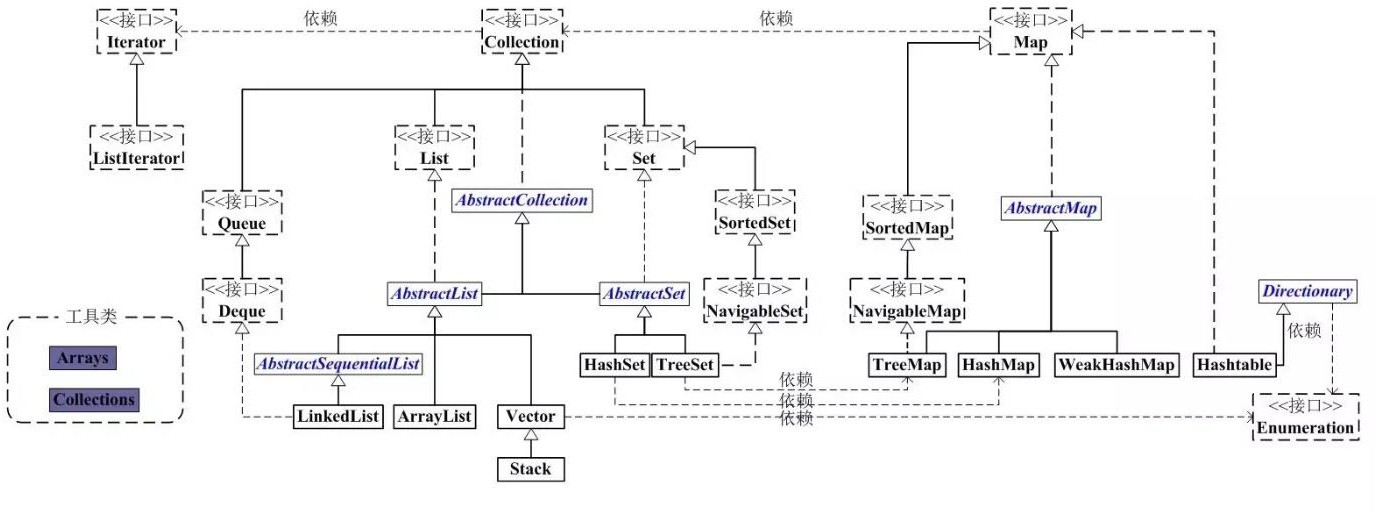 <<接口>>
Iterator
依赖
<<接口>>
Collection
依赖
<<接口>>
Map
<<接口>>
ListIterator
<<接口>>
List
<<接口>>
Set
<<接口>>
Queue
AbstractCollection
<<接口>>
SortedSet
<<接口>>
SortedMap
AbstractMap
<<接口>>
Deque
AbstractList
AbstractSet
<<接口>>
NavigableSet
<<接口>>
NavigableMap
Directionary
依赖
工具类
Arrays
Collections
AbstractSequentialList
HashSet
TreeSet
TreeMap
HashMap
WeakHashMap
Hashtable
依赖
依赖
依赖
LinkedList
ArrayList
Vector
<<接口>>
Enumeration
Stack